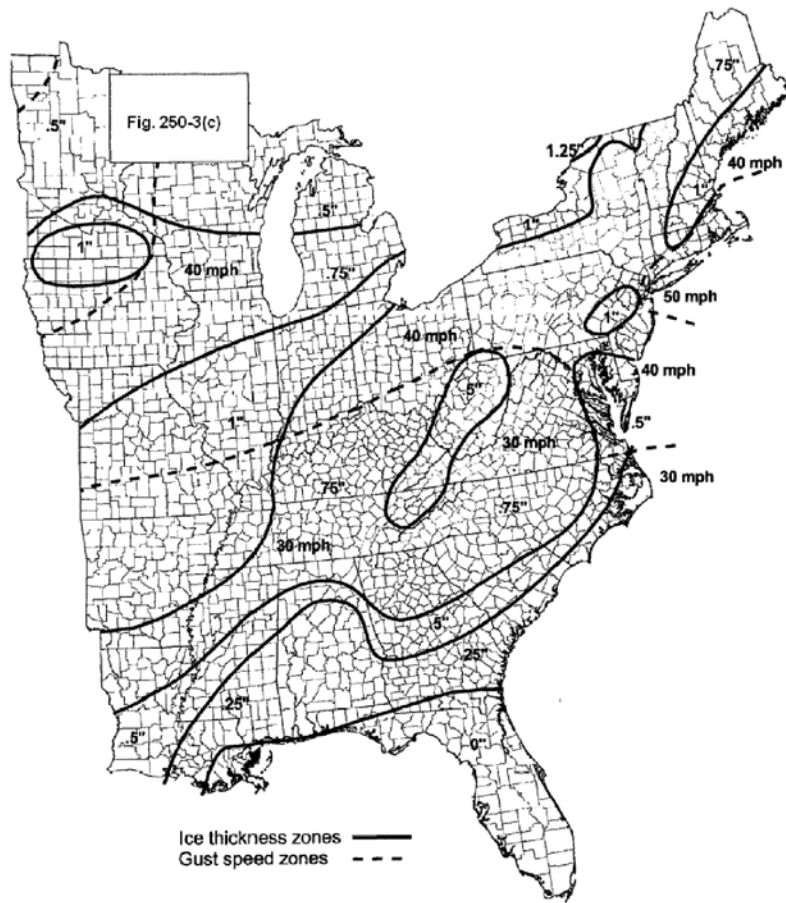 .75"
.5"
Fig. 250-3(c)
1.25"
40 mph
1"
1"
.5"
1"
40 mph
.75"
50 mph
1"
40 mph
40 mph
.5"
.5"
1"
30 mph
30 mph
.75"
.75"
30 mph
.5"
.25"
.25"
.5"
0"
Ice thickness zones
Gust speed zones